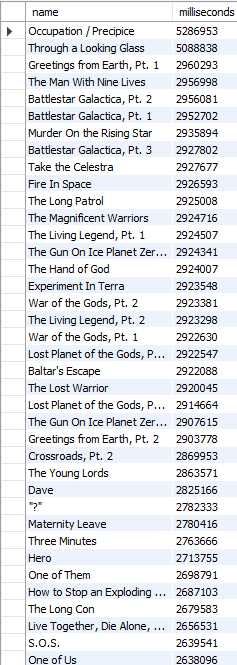 name milliseconds
Occupation / Precipice 5286953
Through a Looking Glass 5088838
Greetings from Earth, Pt. 1 2960293
The Man With Nine Lives 2956998
Battlestar Galactica, Pt. 2 2956081
Battlestar Galactica, Pt. 1 2952702
Murder On the Rising Star 2935894
Battlestar Galactica, Pt. 3 2927802
Take the Celestra 2927677
Fire In Space 2926593
The Long Patrol 2925008
The Magnificent Warriors 2924716
The Living Legend, Pt. 1 2924507
The Gun On Ice Planet Zer... 2924341
The Hand of God 2924007
Experiment In Terra 2923548
War of the Gods, Pt. 2 2923381
The Living Legend, Pt. 2 2923298
War of the Gods, Pt. 1 2922630
Lost Planet of the Gods, P... 2922547
Baltar's Escape 2922088
The Lost Warrior 2920045
Lost Planet of the Gods, P... 2914664
The Gun On Ice Planet Zer... 2907615
Greetings from Earth, Pt. 2 2903778
Crossroads, Pt. 2 2869953
The Young Lords 2863571
Dave 2825166
"?" 2782333
Maternity Leave 2780416
Three Minutes 2763666
Hero 2713755
One of Them 2698791
How to Stop an Exploding ... 2687103
The Long Con 2679583
Live Together, Die Alone, ... 2656531
S.O.S. 2639541
One of Us 2638096